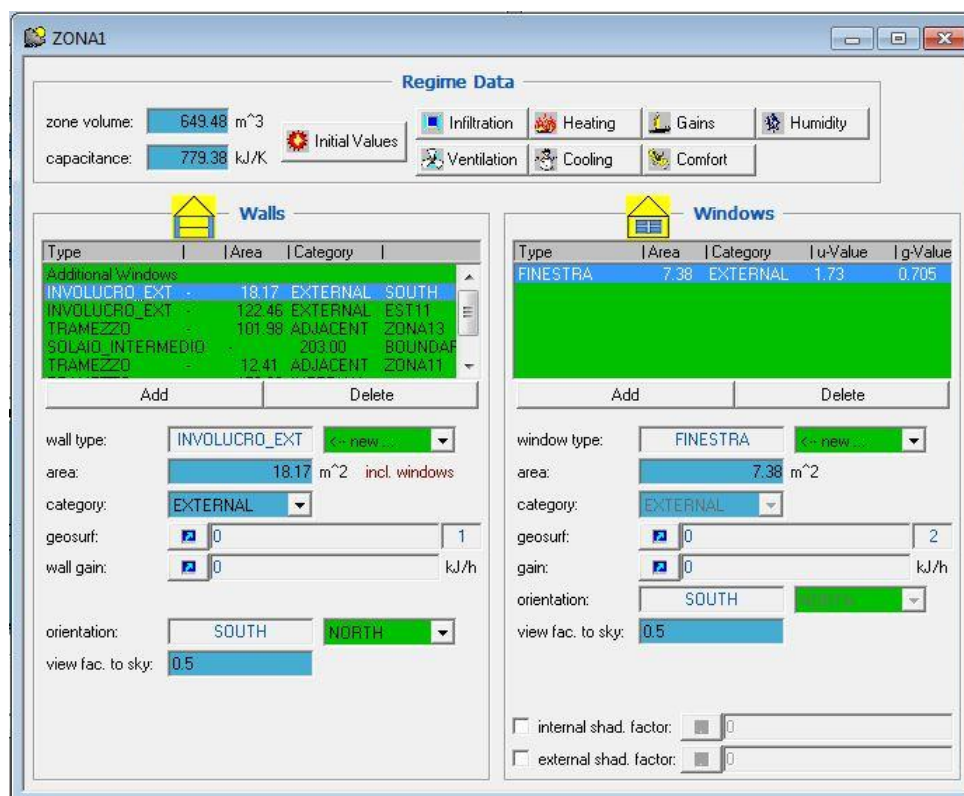 ZONA1
Regime Data
zone volume: 649.48 m^3
capacitance: 779.38 kJ/K
Initial Values
Infiltration Heating Gains Humidity
Ventilation Cooling Comfort
Walls
Type Area Category
Additional Windows
INVOLUCRO_EXT - 18.17 EXTERNAL SOUTH
INVOLUCRO_EXT - 122.46 EXTERNAL EST11
TRAMEZZO - 101.98 ADJACENT ZONA13
SOLAIO_INTERMEDIO - 203.00 BOUNDAR
TRAMEZZO - 12.41 ADJACENT ZONA11
Add Delete
wall type: INVOLUCRO_EXT <-- new ...
area: 18.17 m^2 incl. windows
category: EXTERNAL
geosurf: 0 1
wall gain: 0 kJ/h
orientation: SOUTH NORTH
view fac. to sky: 0.5
Windows
Type Area Category u-Value g-Value
FINESTRA 7.38 EXTERNAL 1.73 0.705
Add Delete
window type: FINESTRA <-- new ...
area: 7.38 m^2
category: EXTERNAL
geosurf: 0 2
gain: 0 kJ/h
orientation: SOUTH
view fac. to sky: 0.5
internal shad. factor: 0
external shad. factor: 0